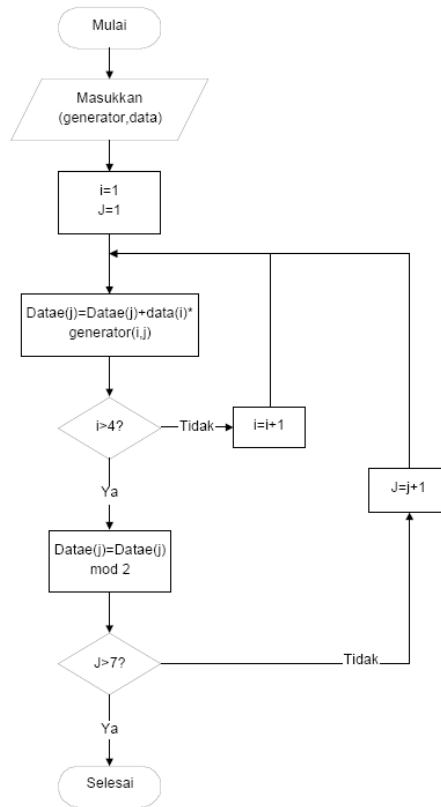 Mulai
Masukkan
(generator,data)
i=1
J=1
Datae(j)=Datae(j)+data(i)*
generator(i,j)
i>4?
Tidak
i=i+1
J=j+1
Ya
Datae(j)=Datae(j)
mod 2
J>7?
Tidak
Ya
Selesai